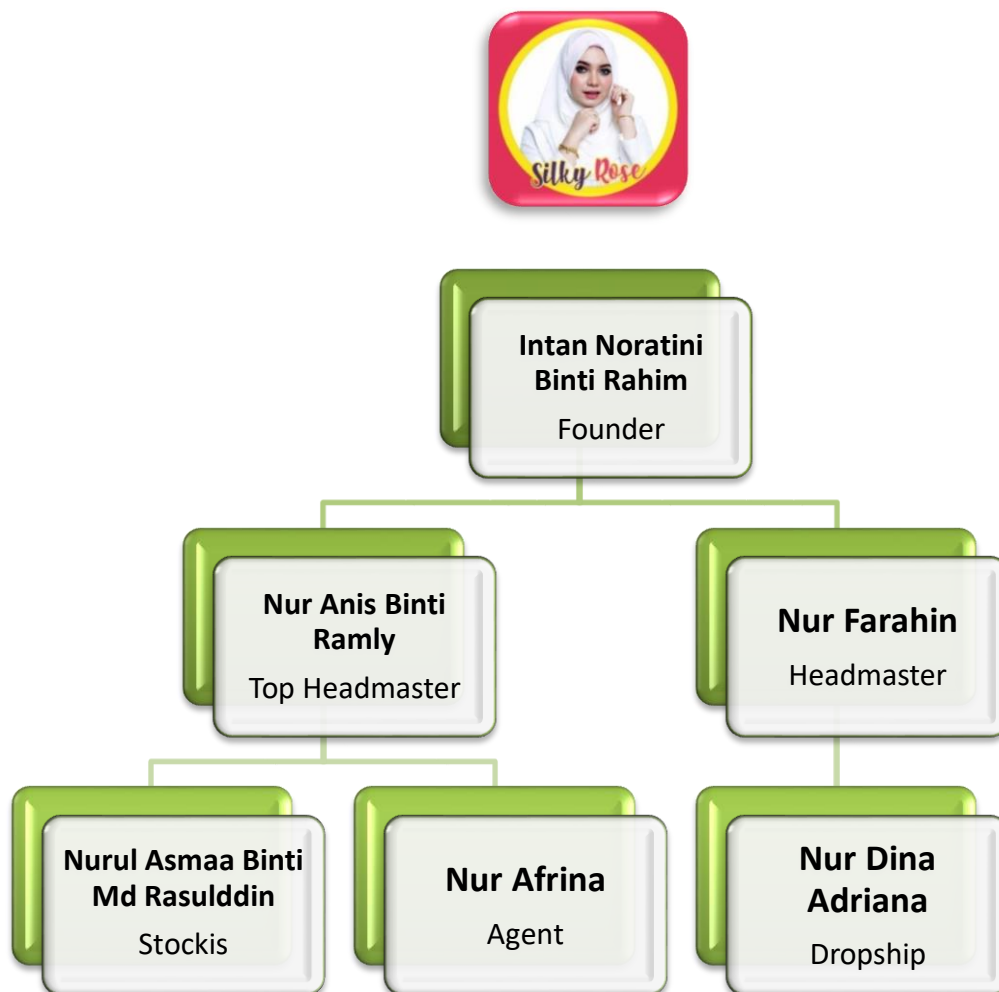 Silky Rose
Intan Noratini
Binti Rahim
Founder
Nur Anis Binti
Ramly
Top Headmaster
Nur Farahin
Headmaster
Nurul Asmaa Binti
Md Rasulddin
Stockis
Nur Afrina
Agent
Nur Dina
Adriana
Dropship